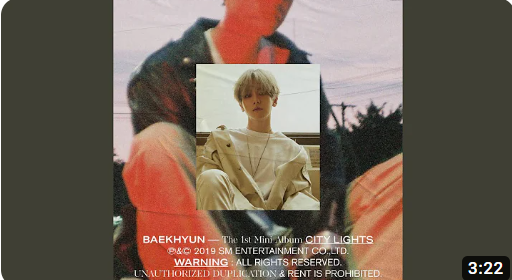 BAEKHYUN — The 1st Mini Album CITY LIGHTS
℗&© 2019 SM ENTERTAINMENT CO.,LTD.
WARNING : ALL RIGHTS RESERVED.
UNAUTHORIZED DUPLICATION & RENT IS PROHIBITED.
3:22